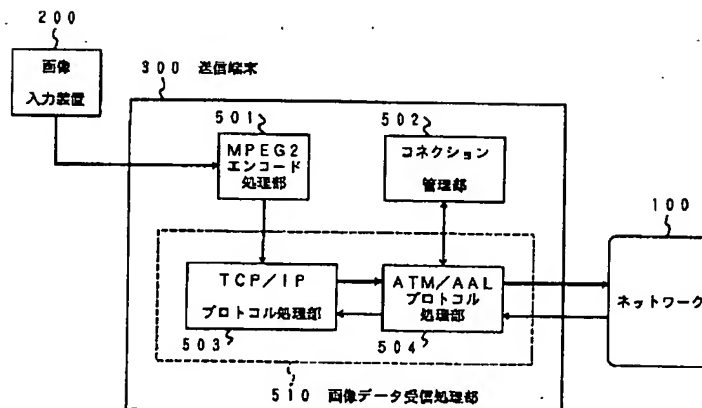 200
画像
入力装置
300 送信端末
501
MPEG2
エンコード
処理部
502
コネクション
管理部
100
ネットワーク
TCP/IP
プロトコル処理部
503
ATM/AAL
プロトコル
処理部
504
510 画像データ受信処理部